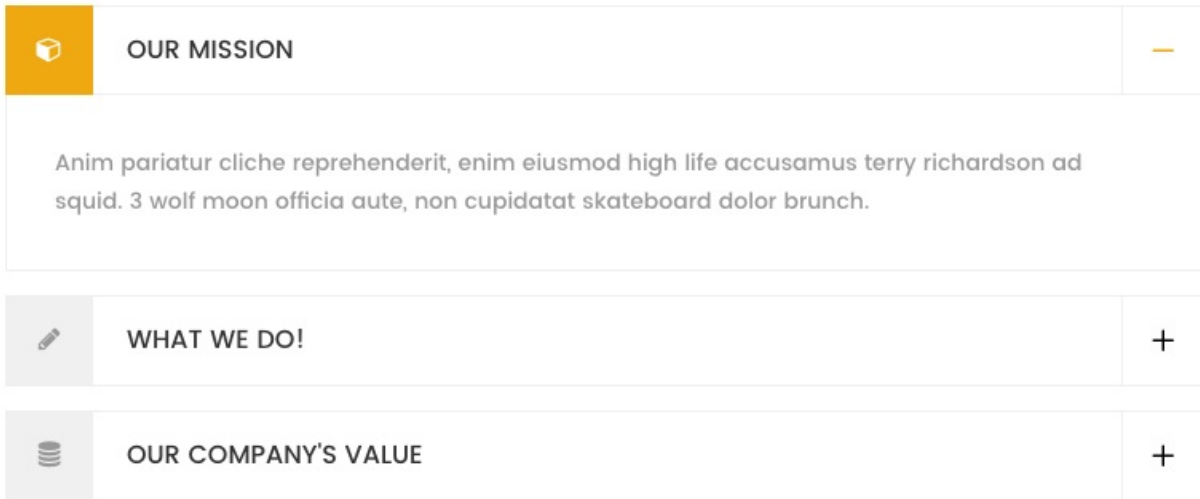 OUR MISSION
Anim pariatur cliche reprehenderit, enim eiusmod high life accusamus terry richardson ad
squid. 3 wolf moon officia aute, non cupidatat skateboard dolor brunch.
WHAT WE DO!
OUR COMPANY'S VALUE